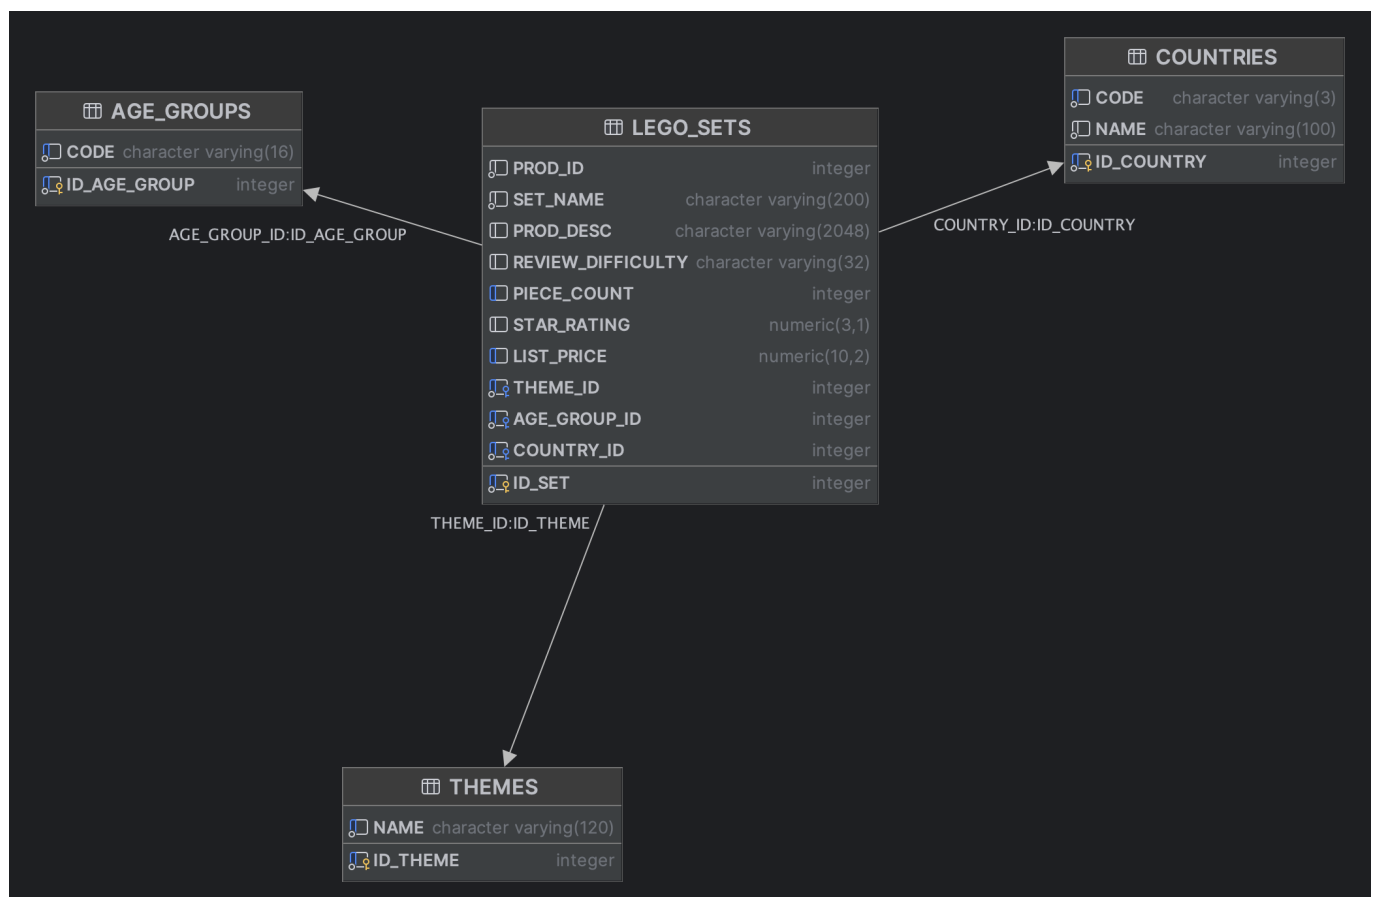 AGE_GROUPS
CODE character varying(16)
ID_AGE_GROUP integer
AGE_GROUP_ID:ID_AGE_GROUP
LEGO_SETS
PROD_ID integer
SET_NAME character varying(200)
PROD_DESC character varying(2048)
REVIEW_DIFFICULTY character varying(32)
PIECE_COUNT integer
STAR_RATING numeric(3,1)
LIST_PRICE numeric(10,2)
THEME_ID integer
AGE_GROUP_ID integer
COUNTRY_ID integer
ID_SET integer
COUNTRIES
CODE character varying(3)
NAME character varying(100)
ID_COUNTRY integer
COUNTRY_ID:ID_COUNTRY
THEME_ID:ID_THEME
THEMES
NAME character varying(120)
ID_THEME integer